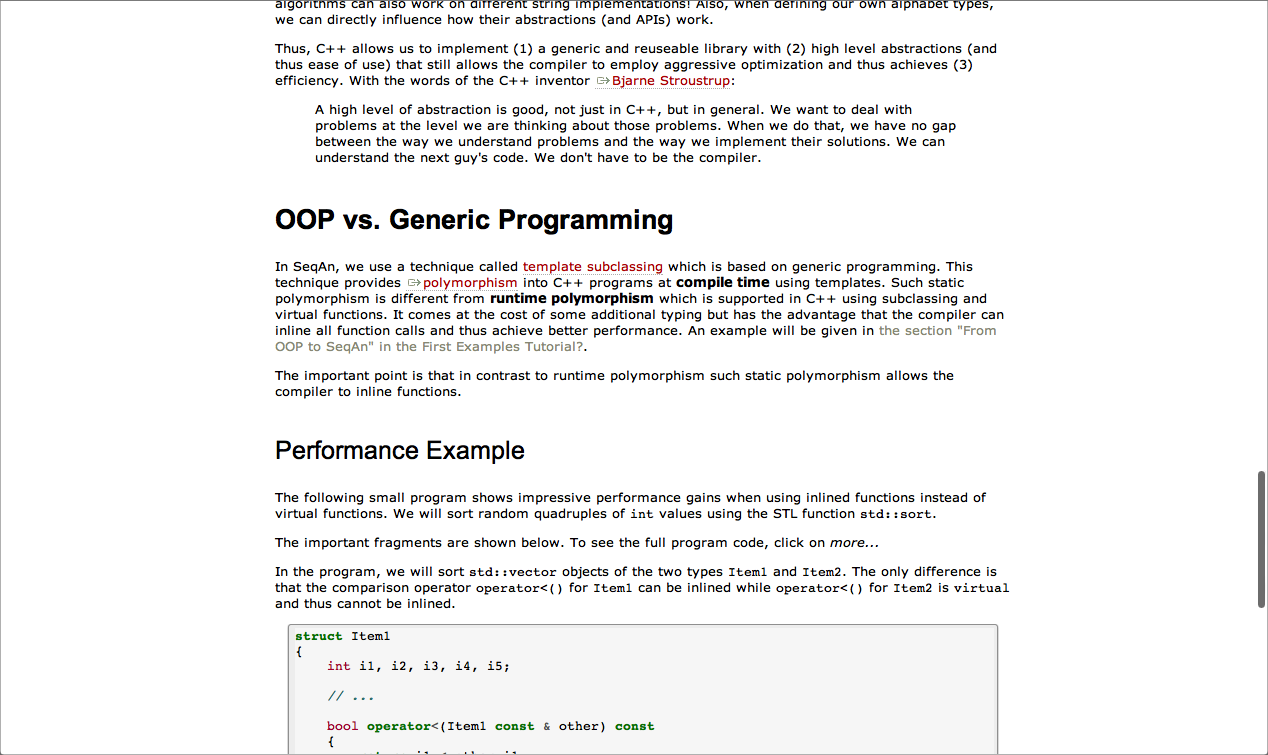 algorithms can also work on different string implementations! Also, when defining our own alphabet types,
we can directly influence how their abstractions (and APIs) work.
Thus, C++ allows us to implement (1) a generic and reuseable library with (2) high level abstractions (and
thus ease of use) that still allows the compiler to employ aggressive optimization and thus achieves (3)
efficiency. With the words of the C++ inventor Bjarne Stroustrup:
A high level of abstraction is good, not just in C++, but in general. We want to deal with
problems at the level we are thinking about those problems. When we do that, we have no gap
between the way we understand problems and the way we implement their solutions. We can
understand the next guy's code. We don't have to be the compiler.
OOP vs. Generic Programming
In SeqAn, we use a technique called template subclassing which is based on generic programming. This
technique provides polymorphism into C++ programs at compile time using templates. Such static
polymorphism is different from runtime polymorphism which is supported in C++ using subclassing and
virtual functions. It comes at the cost of some additional typing but has the advantage that the compiler can
inline all function calls and thus achieve better performance. An example will be given in the section "From
OOP to SeqAn" in the First Examples Tutorial?.
The important point is that in contrast to runtime polymorphism such static polymorphism allows the
compiler to inline functions.
Performance Example
The following small program shows impressive performance gains when using inlined functions instead of
virtual functions. We will sort random quadruples of int values using the STL function std::sort.
The important fragments are shown below. To see the full program code, click on more...
In the program, we will sort std::vector objects of the two types Item1 and Item2. The only difference is
that the comparison operator operator<() for Item1 can be inlined while operator<() for Item2 is virtual
and thus cannot be inlined.
struct Item1
{
int i1, i2, i3, i4, i5;
// ...
bool operator<(Item1 const & other) const
{